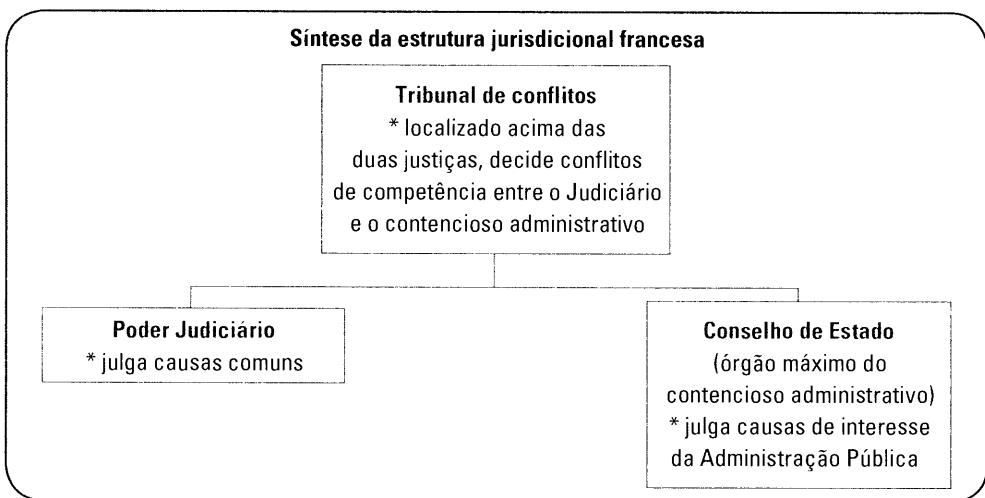 Síntese da estrutura jurisdicional francesa
Tribunal de conflitos
* localizado acima das
duas justiças, decide conflitos
de competência entre o Judiciário
e o contencioso administrativo
Poder Judiciário
* julga causas comuns
Conselho de Estado
(órgão máximo do
contencioso administrativo)
* julga causas de interesse
da Administração Pública